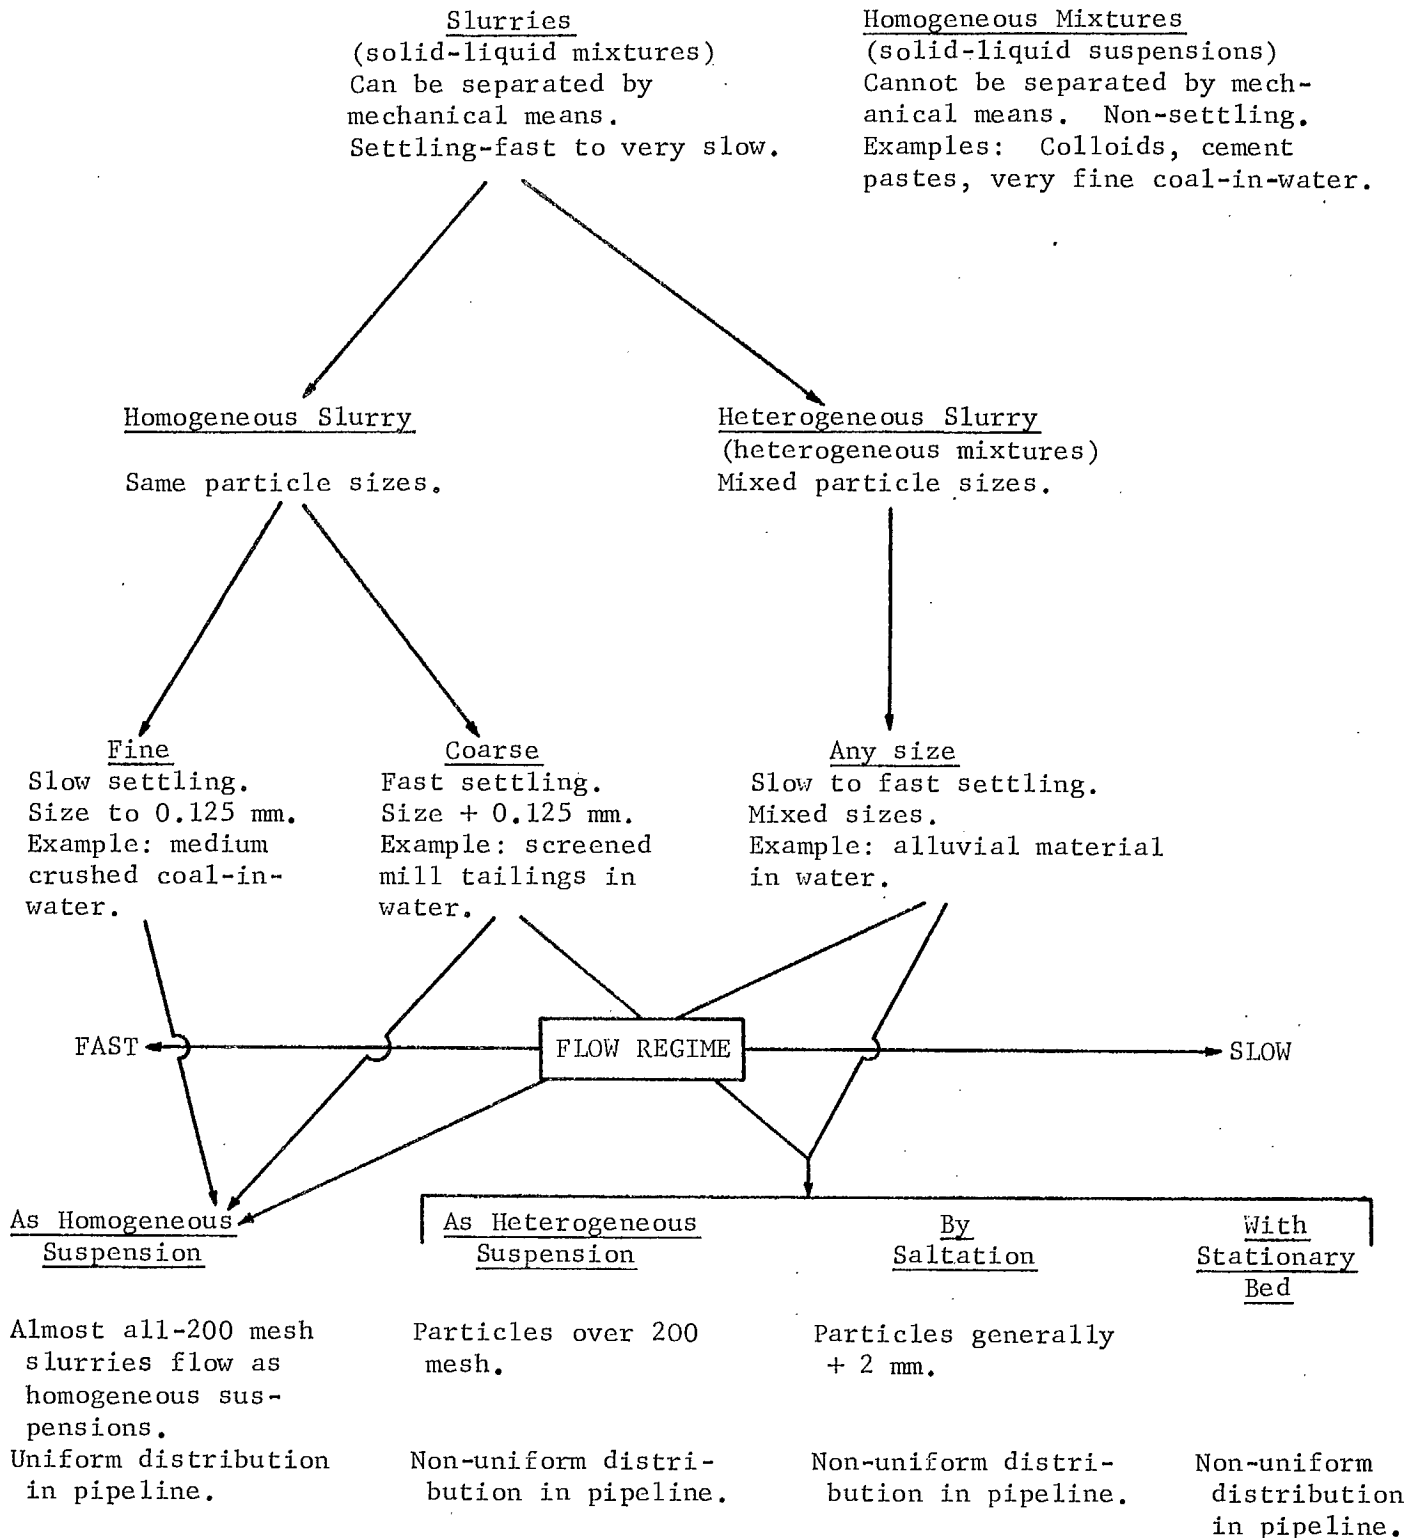 Slurries
(solid-liquid mixtures)
Can be separated by
mechanical means.
Settling-fast to very slow.
Homogeneous Mixtures
(solid-liquid suspensions)
Cannot be separated by mech-
anical means. Non-settling.
Examples: Colloids, cement
pastes, very fine coal-in-water.
Homogeneous Slurry
Same particle sizes.
Heterogeneous Slurry
(heterogeneous mixtures)
Mixed particle sizes.
Fine
Slow settling.
Size to 0.125 mm.
Example: medium
crushed coal-in-
water.
Coarse
Fast settling.
Size + 0.125 mm.
Example: screened
mill tailings in
water.
Any size
Slow to fast settling.
Mixed sizes.
Example: alluvial material
in water.
FAST
FLOW REGIME
SLOW
As Homogeneous
Suspension
Almost all-200 mesh
slurries flow as
homogeneous sus-
pensions.
Uniform distribution
in pipeline.
As Heterogeneous
Suspension
Particles over 200
mesh.
Non-uniform distri-
bution in pipeline.
By
Saltation
Particles generally
+ 2 mm.
Non-uniform distri-
bution in pipeline.
With
Stationary
Bed
Non-uniform
distribution
in pipeline.